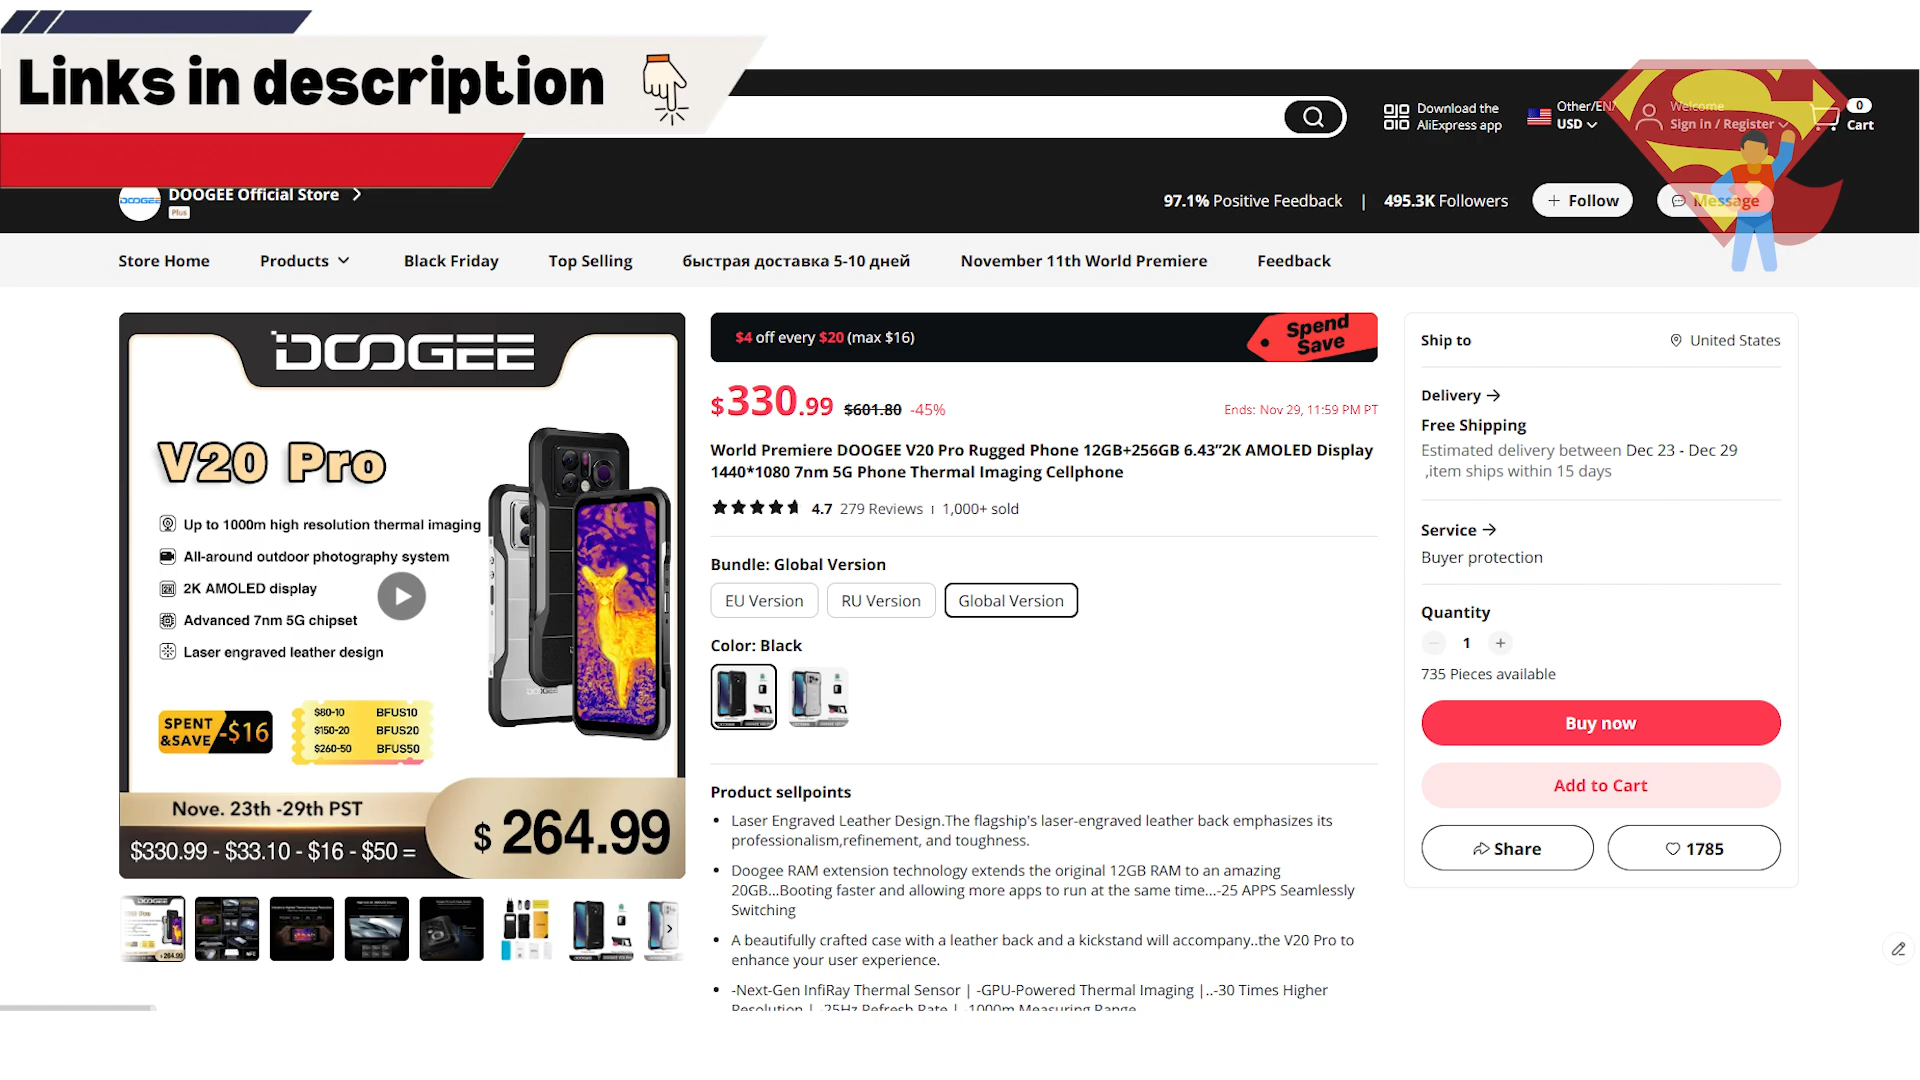 Links in description
Download the
AliExpress app
Other/EN/
USD
Welcome
Sign in / Register
0
Cart
DOOGEE
DOOGEE Official Store
Plus
97.1% Positive Feedback | 495.3K Followers
+ Follow
Message
Store Home
Products
Black Friday
Top Selling
быстрая доставка 5-10 дней
November 11th World Premiere
Feedback
DOOGEE
V20 Pro
Up to 1000m high resolution thermal imaging
All-around outdoor photography system
2K AMOLED display
Advanced 7nm 5G chipset
Laser engraved leather design
SPENT
&SAVE -$16
$80-10 BFUS10
$150-20 BFUS20
$260-50 BFUS50
Nove. 23th -29th PST
$330.99 - $33.10 - $16 - $50 =
$ 264.99
$4 off every $20 (max $16)
Spend
Save
$330.99 $601.80 -45%
Ends: Nov 29, 11:59 PM PT
World Premiere DOOGEE V20 Pro Rugged Phone 12GB+256GB 6.43”2K AMOLED Display
1440*1080 7nm 5G Phone Thermal Imaging Cellphone
4.7 279 Reviews 1,000+ sold
Bundle: Global Version
EU Version
RU Version
Global Version
Color: Black
Product sellpoints
Laser Engraved Leather Design.The flagship's laser-engraved leather back emphasizes its
professionalism,refinement, and toughness.
Doogee RAM extension technology extends the original 12GB RAM to an amazing
20GB...Booting faster and allowing more apps to run at the same time...-25 APPS Seamlessly
Switching
A beautifully crafted case with a leather back and a kickstand will accompany..the V20 Pro to
enhance your user experience.
-Next-Gen InfiRay Thermal Sensor | -GPU-Powered Thermal Imaging |..-30 Times Higher
Resolution | -25Hz Refresh Rate | -1000m Measuring Range
Ship to
United States
Delivery
Free Shipping
Estimated delivery between Dec 23 - Dec 29
,item ships within 15 days
Service
Buyer protection
Quantity
1 +
735 Pieces available
Buy now
Add to Cart
Share
1785